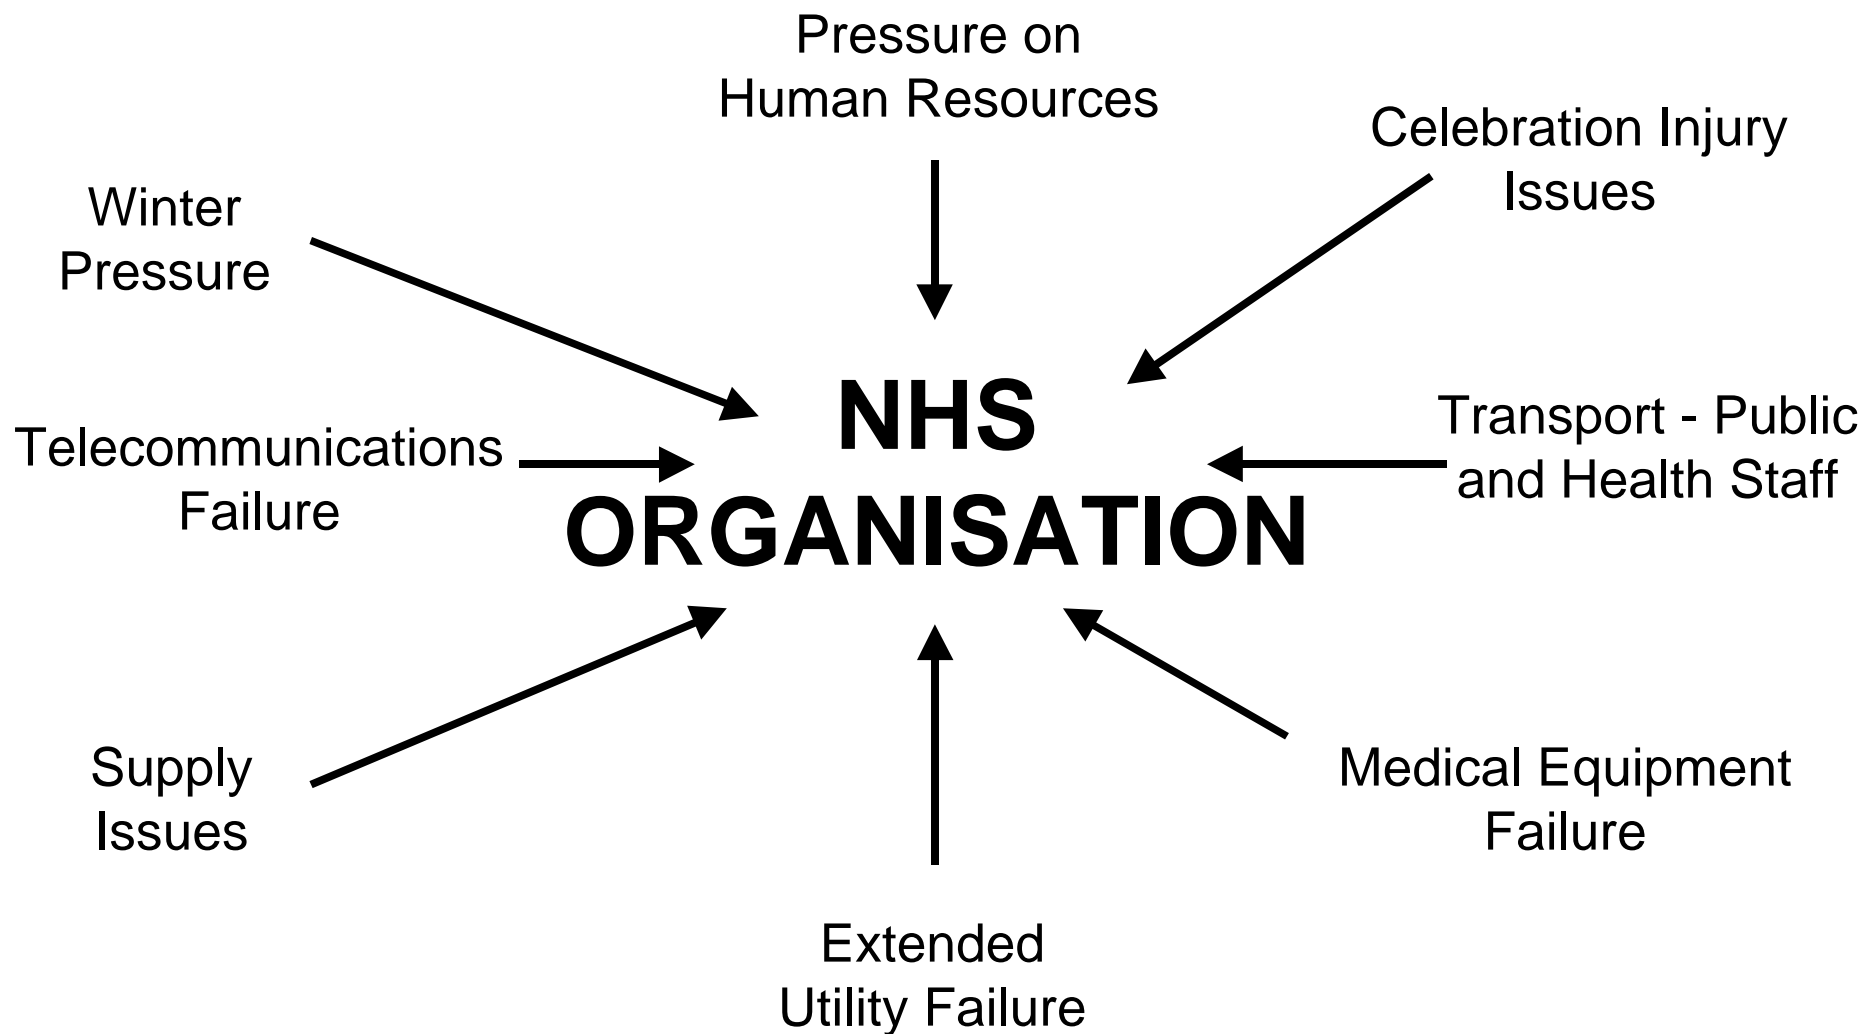 Pressure on
Human Resources
Celebration Injury
Issues
Winter
Pressure
NHS
ORGANISATION
Telecommunications
Failure
Transport - Public
and Health Staff
Supply
Issues
Medical Equipment
Failure
Extended
Utility Failure